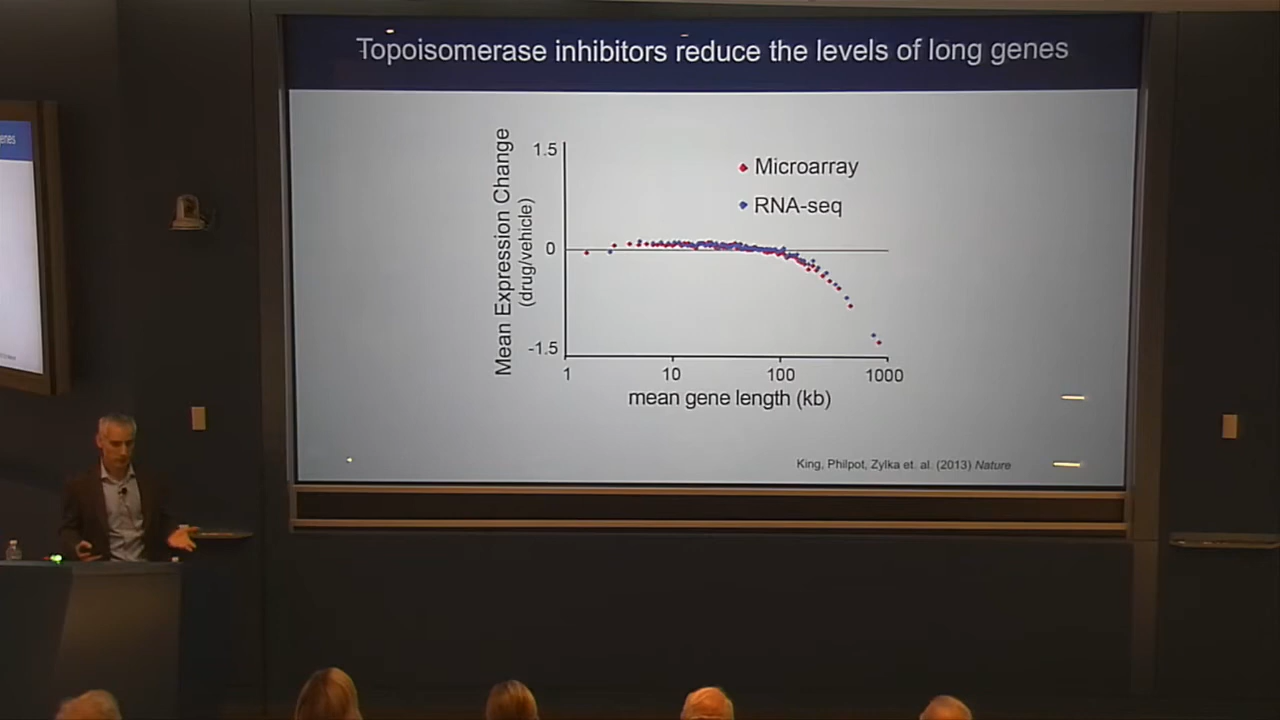 Topoisomerase inhibitors reduce the levels of long genes
enes
Mean Expression Change
(drug/vehicle)
1.5
0
-1.5
Microarray
RNA-seq
1
10
100
1000
mean gene length (kb)
King, Philpot, Zylka et. al. (2013) Nature